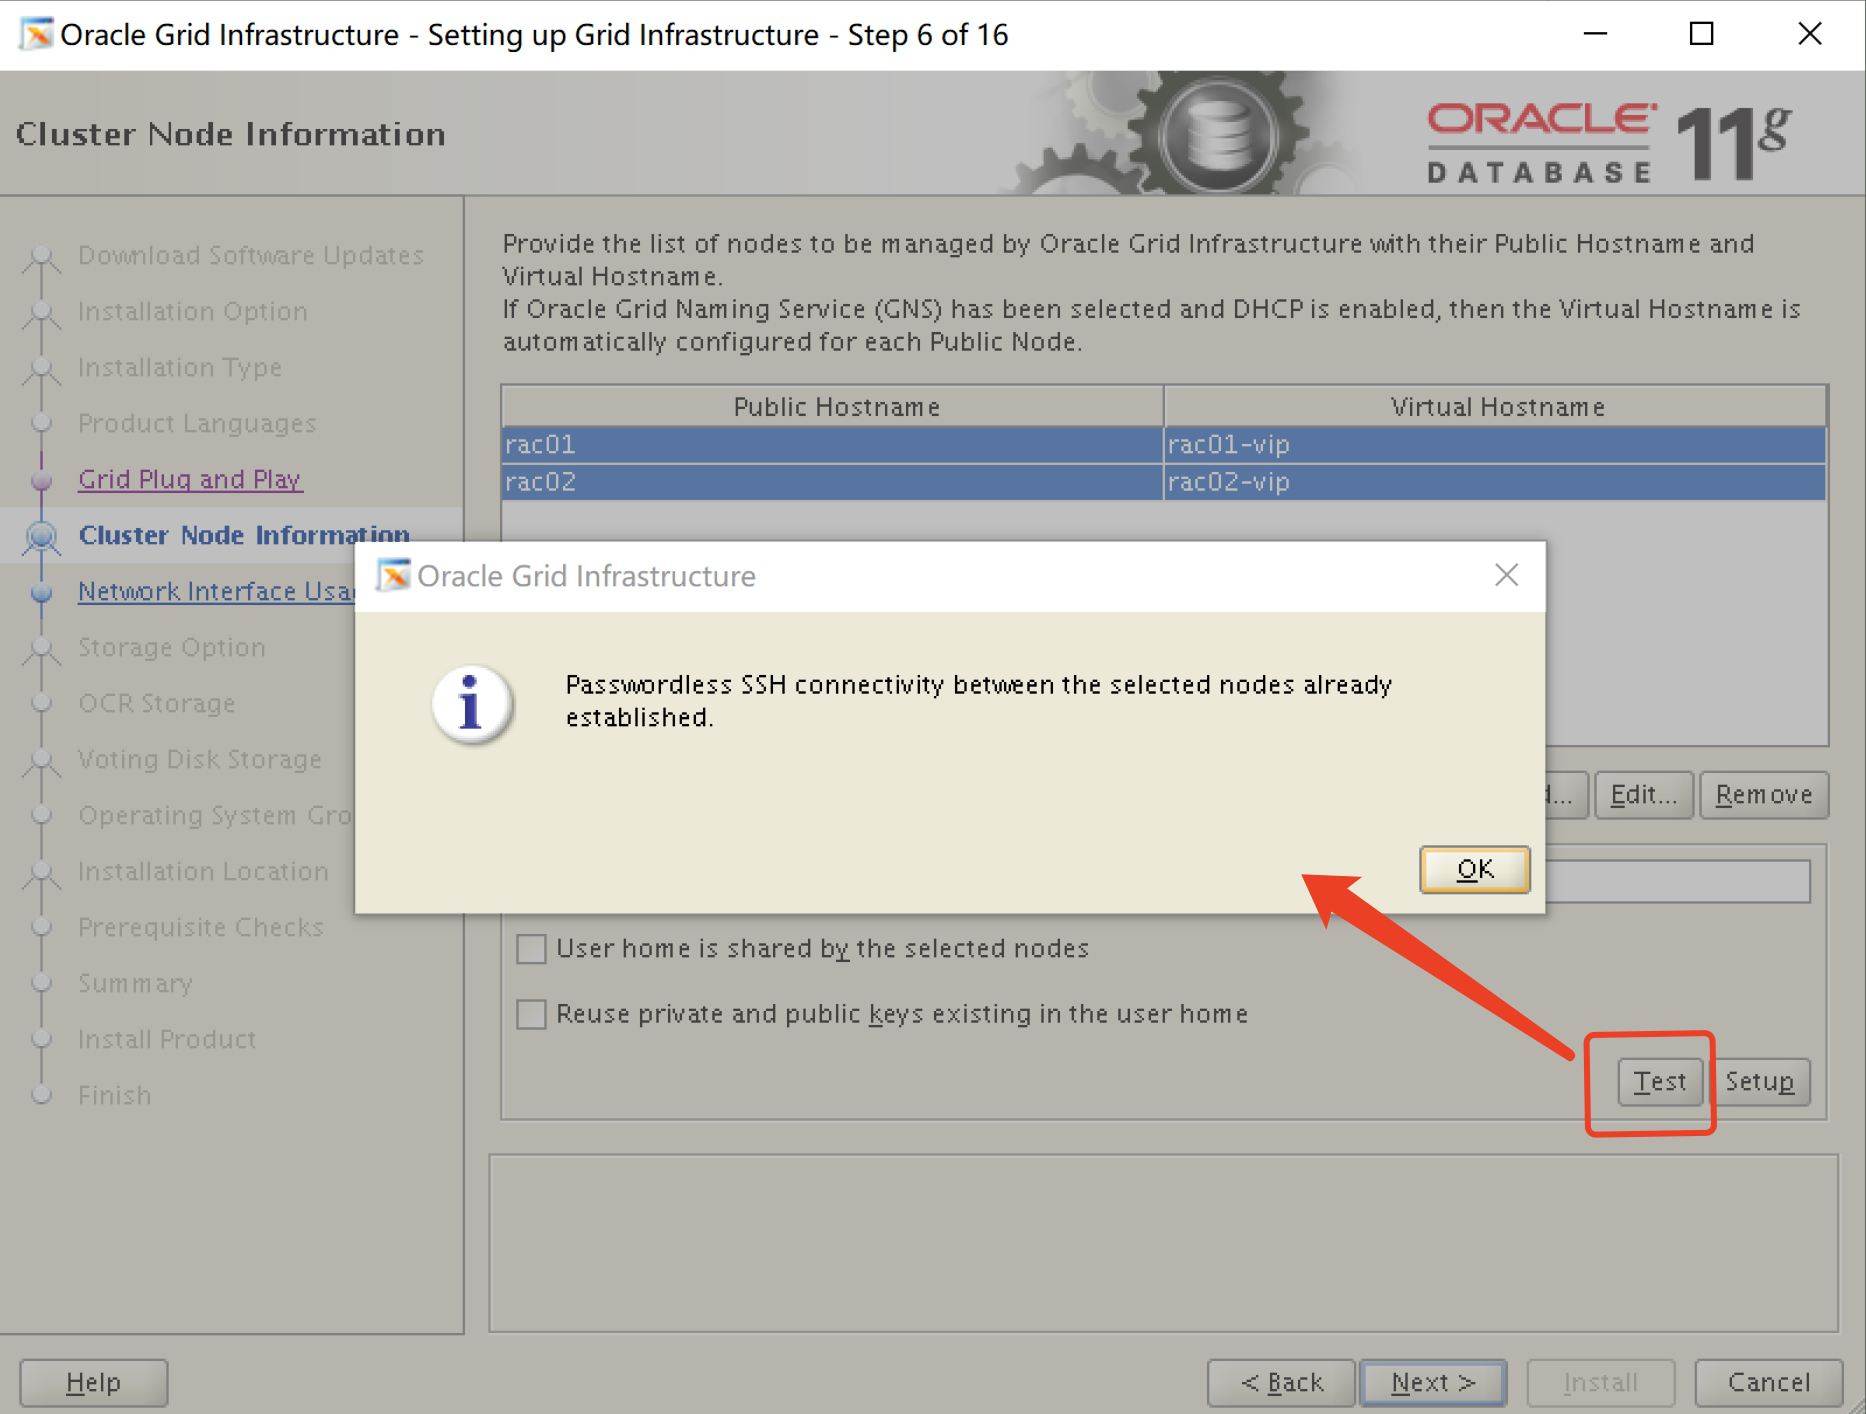 Oracle Grid Infrastructure - Setting up Grid Infrastructure - Step 6 of 16
Cluster Node Information
ORACLE
DATABASE
11g
Download Software Updates
Installation Option
Installation Type
Product Languages
Grid Plug and Play
Cluster Node Information
Network Interface Usa
Storage Option
OCR Storage
Voting Disk Storage
Operating System Gro
Installation Location
Prerequisite Checks
Summary
Install Product
Finish
Provide the list of nodes to be managed by Oracle Grid Infrastructure with their Public Hostname and
Virtual Hostname.
If Oracle Grid Naming Service (GNS) has been selected and DHCP is enabled, then the Virtual Hostname is
automatically configured for each Public Node.
Public Hostname Virtual Hostname
rac01 rac01-vip
rac02 rac02-vip
Oracle Grid Infrastructure
Passwordless SSH connectivity between the selected nodes already
established.
OK
Edit... Remove
User home is shared by the selected nodes
Reuse private and public keys existing in the user home
Test Setup
Help < Back Next > Install Cancel